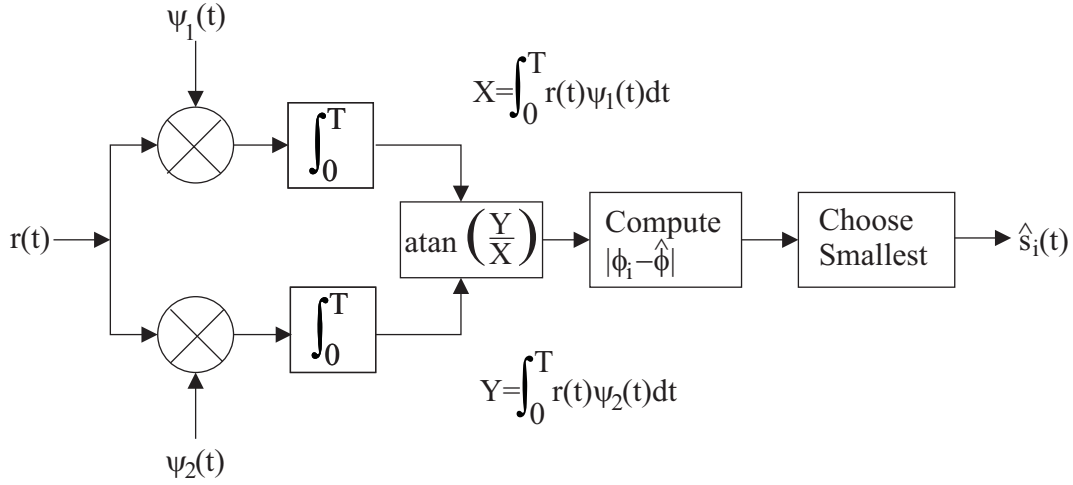 ψ₁(t)
X=∫₀ᵀ r(t)ψ₁(t)dt
∫₀ᵀ
r(t)
atan (Y/X)
Compute
|ϕᵢ−ϕ̂|
Choose
Smallest
ŝᵢ(t)
∫₀ᵀ
Y=∫₀ᵀ r(t)ψ₂(t)dt
ψ₂(t)